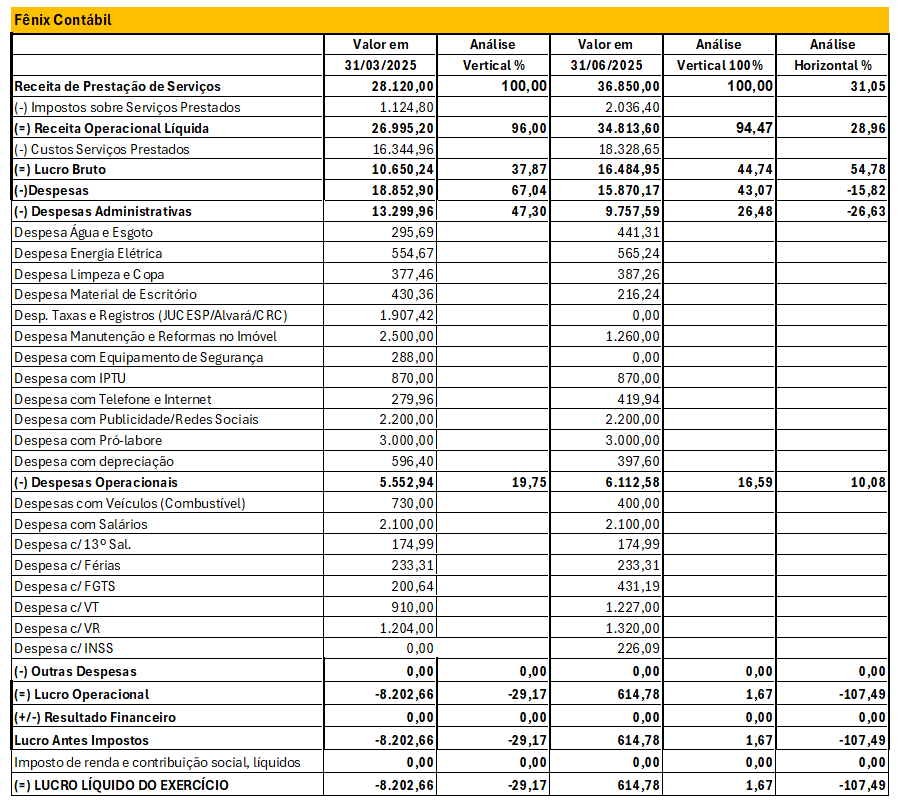 Fênix Contábil
Valor em Análise Valor em Análise Análise
31/03/2025 Vertical % 31/06/2025 Vertical 100% Horizontal %
Receita de Prestação de Serviços 28.120,00 100,00 36.850,00 100,00 31,05
(-) Impostos sobre Serviços Prestados 1.124,80 2.036,40
(=) Receita Operacional Líquida 26.995,20 96,00 34.813,60 94,47 28,96
(-) Custos Serviços Prestados 16.344,96 18.328,65
(=) Lucro Bruto 10.650,24 37,87 16.484,95 44,74 54,78
(-)Despesas 18.852,90 67,04 15.870,17 43,07 -15,82
(-) Despesas Administrativas 13.299,96 47,30 9.757,59 26,48 -26,63
Despesa Água e Esgoto 295,69 441,31
Despesa Energia Elétrica 554,67 565,24
Despesa Limpeza e Copa 377,46 387,26
Despesa Material de Escritório 430,36 216,24
Desp. Taxas e Registros (JUCESP/Alvará/CRC) 1.907,42 0,00
Despesa Manutenção e Reformas no Imóvel 2.500,00 1.260,00
Despesa com Equipamento de Segurança 288,00 0,00
Despesa com IPTU 870,00 870,00
Despesa com Telefone e Internet 279,96 419,94
Despesa com Publicidade/Redes Sociais 2.200,00 2.200,00
Despesa com Pró-labore 3.000,00 3.000,00
Despesa com depreciação 596,40 397,60
(-) Despesas Operacionais 5.552,94 19,75 6.112,58 16,59 10,08
Despesas com Veículos (Combustível) 730,00 400,00
Despesa com Salários 2.100,00 2.100,00
Despesa c/ 13º Sal. 174,99 174,99
Despesa c/ Férias 233,31 233,31
Despesa c/ FGTS 200,64 431,19
Despesa c/ VT 910,00 1.227,00
Despesa c/ VR 1.204,00 1.320,00
Despesa c/ INSS 0,00 226,09
(-) Outras Despesas 0,00 0,00 0,00 0,00 0,00
(=) Lucro Operacional -8.202,66 -29,17 614,78 1,67 -107,49
(+/-) Resultado Financeiro 0,00 0,00 0,00 0,00 0,00
Lucro Antes Impostos -8.202,66 -29,17 614,78 1,67 -107,49
Imposto de renda e contribuição social, líquidos 0,00 0,00 0,00 0,00 0,00
(=) LUCRO LÍQUIDO DO EXERCÍCIO -8.202,66 -29,17 614,78 1,67 -107,49